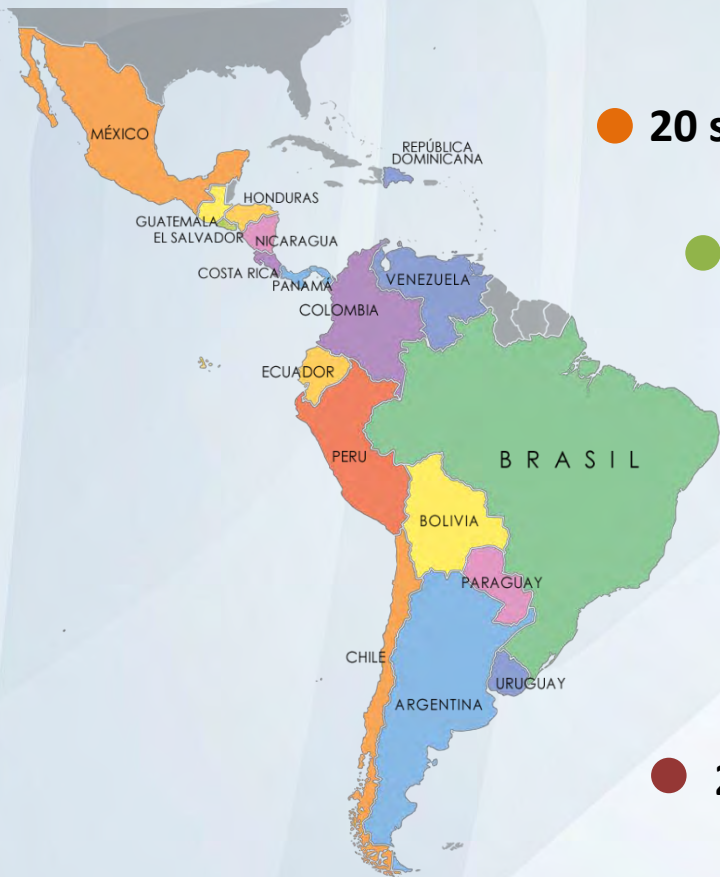 MÉXICO
20 s
REPÚBLICA
DOMINICANA
HONDURAS
GUATEMALA
EL SALVADOR
NICARAGUA
COSTA RICA
PANAMÁ
VENEZUELA
COLOMBIA
ECUADOR
PERU
BRASIL
BOLIVIA
PARAGUAY
CHILE
URUGUAY
ARGENTINA